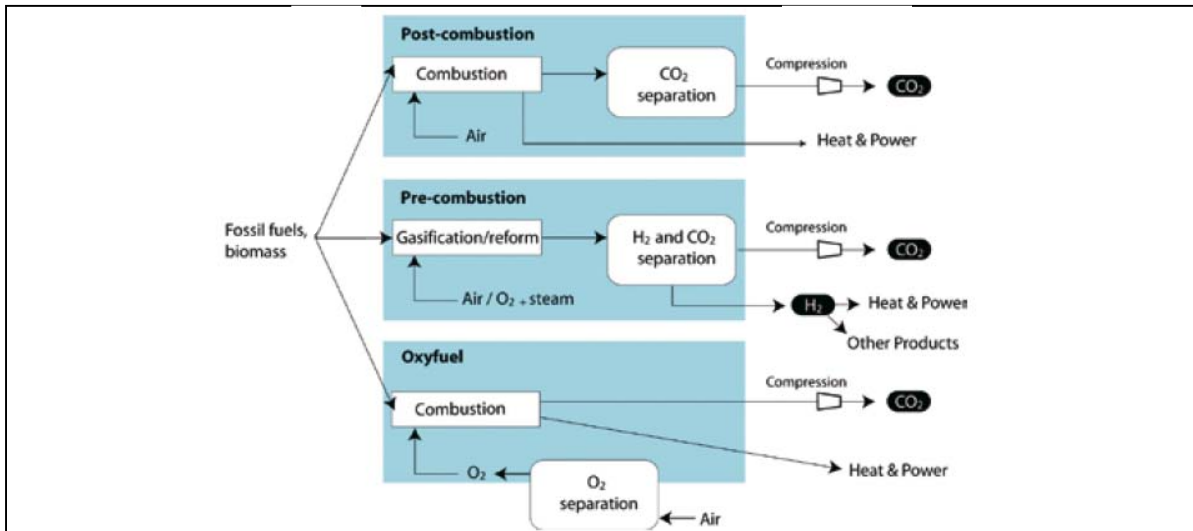 Post-combustion
Combustion
Air
CO₂
separation
Compression
CO₂
Heat & Power
Pre-combustion
Fossil fuels,
biomass
Gasification/reform
Air / O₂ + steam
H₂ and CO₂
separation
Compression
CO₂
H₂
Heat & Power
Other Products
Oxyfuel
Combustion
O₂
O₂
separation
Air
Compression
CO₂
Heat & Power